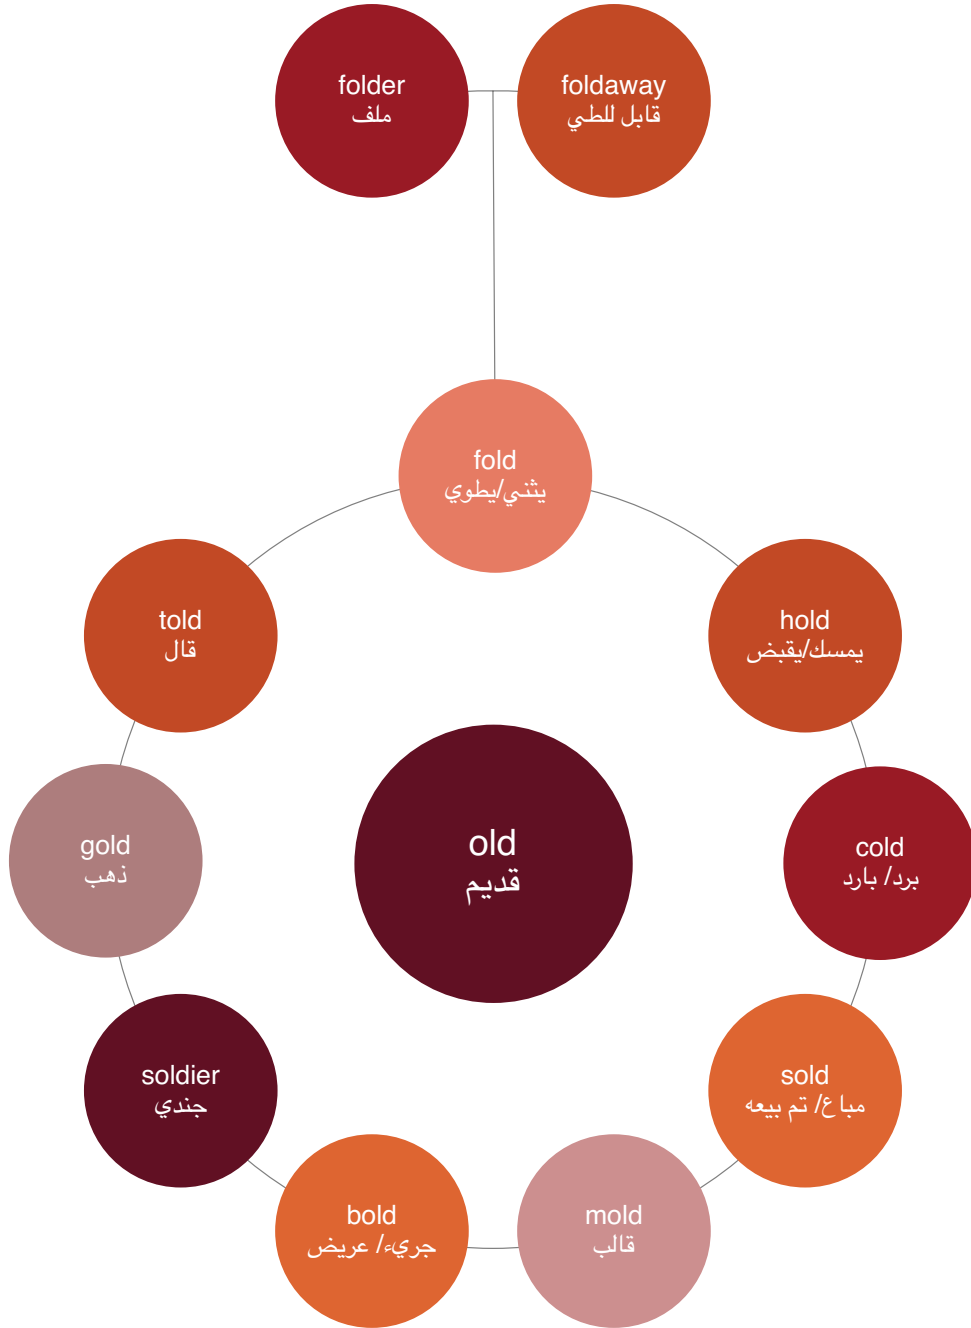 folder
ملف
foldaway
قابل للطي
fold
يثني/يطوي
told
قال
hold
يمسك/يقبض
gold
ذهب
old
قديم
cold
برد/ بارد
soldier
جندي
sold
مباع/ تم بيعه
bold
جريء/ عريض
mold
قالب